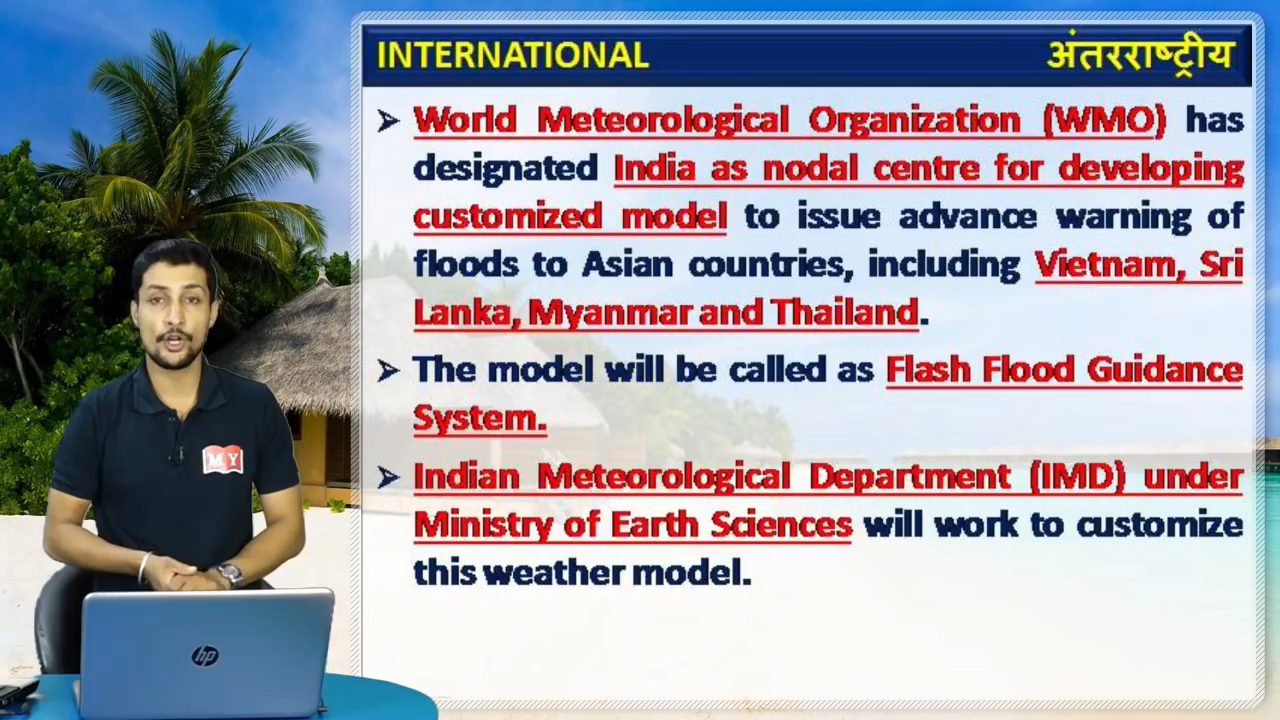 INTERNATIONAL अंतरराष्ट्रीय
➢ World Meteorological Organization (WMO) has
designated India as nodal centre for developing
customized model to issue advance warning of
floods to Asian countries, including Vietnam, Sri
Lanka, Myanmar and Thailand.
➢ The model will be called as Flash Flood Guidance
System.
➢ Indian Meteorological Department (IMD) under
Ministry of Earth Sciences will work to customize
this weather model.
MY
hp